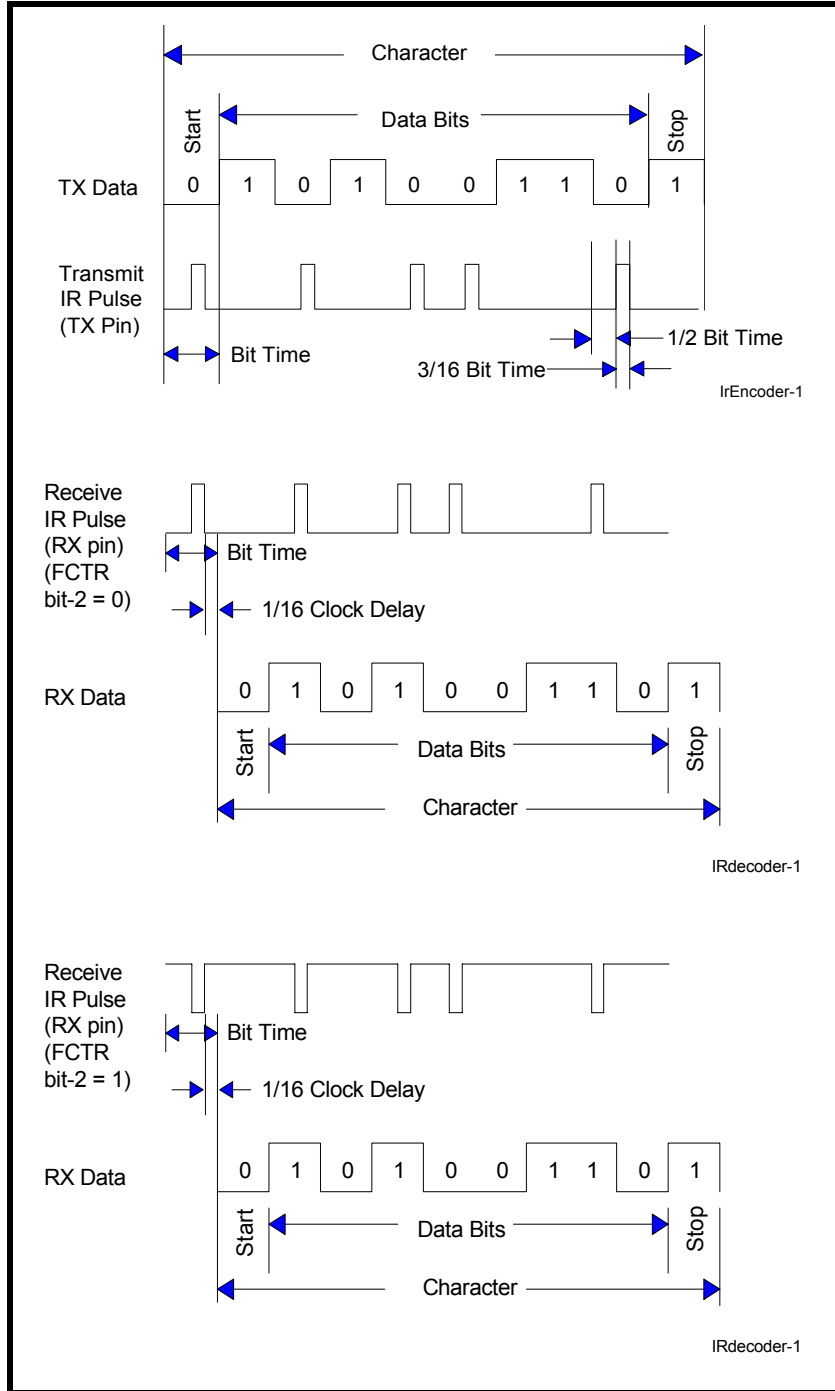 Character
Start
Data Bits
Stop
TX Data
0 1 0 1 0 0 1 1 0 1
Transmit
IR Pulse
(TX Pin)
Bit Time
1/2 Bit Time
3/16 Bit Time
IrEncoder-1
Receive
IR Pulse
(RX pin)
(FCTR
bit-2 = 0)
Bit Time
1/16 Clock Delay
RX Data
0 1 0 1 0 0 1 1 0 1
Start
Data Bits
Stop
Character
IRdecoder-1
Receive
IR Pulse
(RX pin)
(FCTR
bit-2 = 1)
Bit Time
1/16 Clock Delay
RX Data
0 1 0 1 0 0 1 1 0 1
Start
Data Bits
Stop
Character
IRdecoder-1